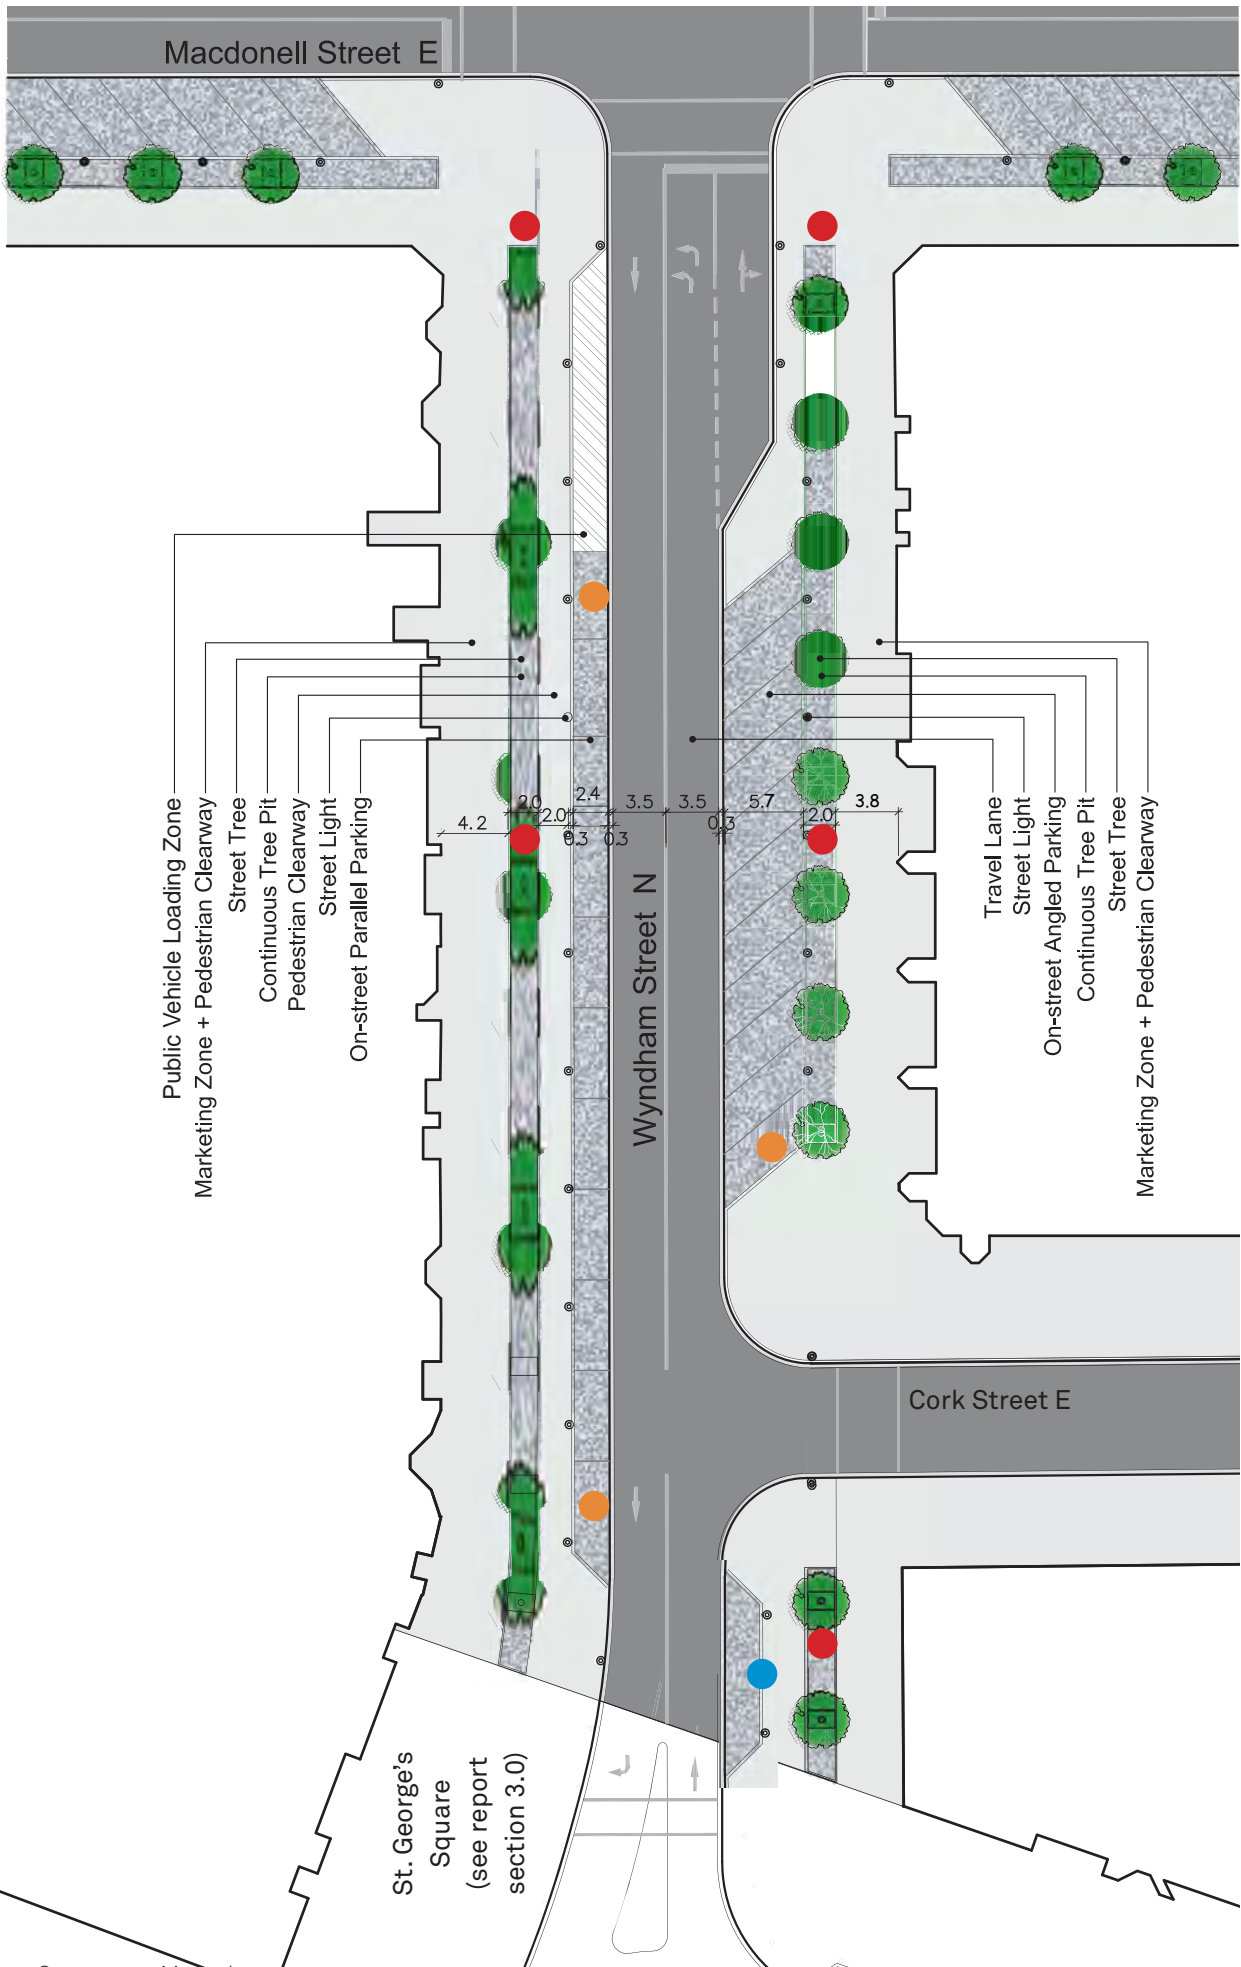 Macdonell Street E
2.4
3.5
3.5
5.7
3.8
2.0
2.0
2.0
4.2
0.3
0.3
Public Vehicle Loading Zone
Marketing Zone + Pedestrian Clearway
Street Tree
Continuous Tree Pit
Pedestrian Clearway
Street Light
On-street Parallel Parking
Wyndham Street N
Travel Lane
Street Light
On-street Angled Parking
Continuous Tree Pit
Street Tree
Marketing Zone + Pedestrian Clearway
Cork Street E
St. George's
Square
(see report
section 3.0)